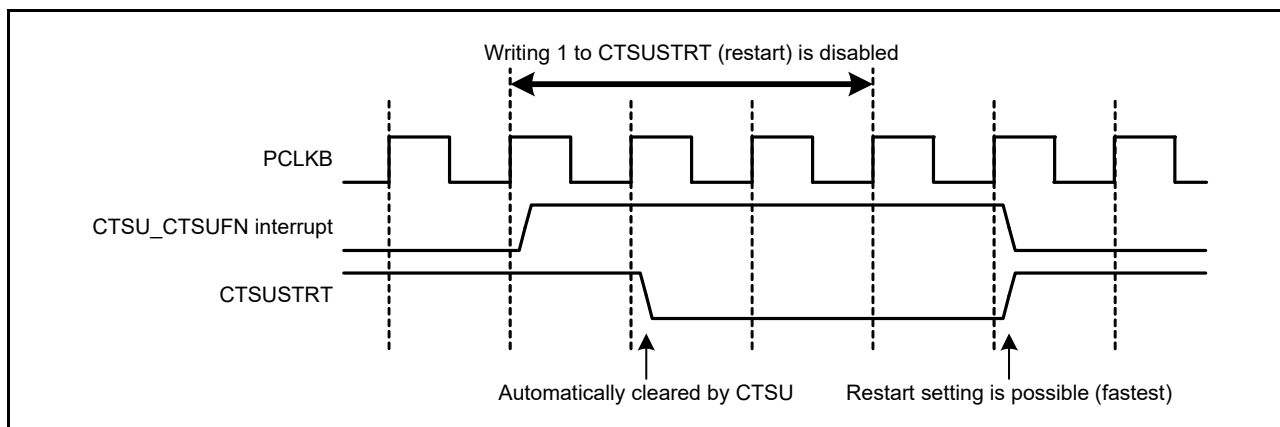 Writing 1 to CTSUSTRT (restart) is disabled
PCLKB
CTSU_CTSUFN interrupt
CTSUSTRT
Automatically cleared by CTSU
Restart setting is possible (fastest)